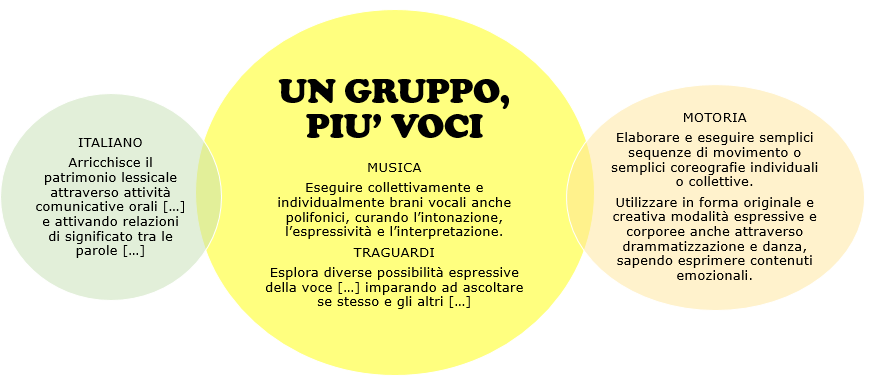 ITALIANO
Arricchisce il
patrimonio lessicale
attraverso attività
comunicative orali […]
e attivando relazioni
di significato tra le
parole […]
UN GRUPPO,
PIU’ VOCI
MUSICA
Eseguire collettivamente e
individualmente brani vocali anche
polifonici, curando l’intonazione,
l’espressività e l’interpretazione.
TRAGUARDI
Esplora diverse possibilità espressive
della voce […] imparando ad ascoltare
se stesso e gli altri […]
MOTORIA
Elaborare e eseguire semplici
sequenze di movimento o
semplici coreografie individuali
o collettive.
Utilizzare in forma originale e
creativa modalità espressive e
corporee anche attraverso
drammatizzazione e danza,
sapendo esprimere contenuti
emozionali.